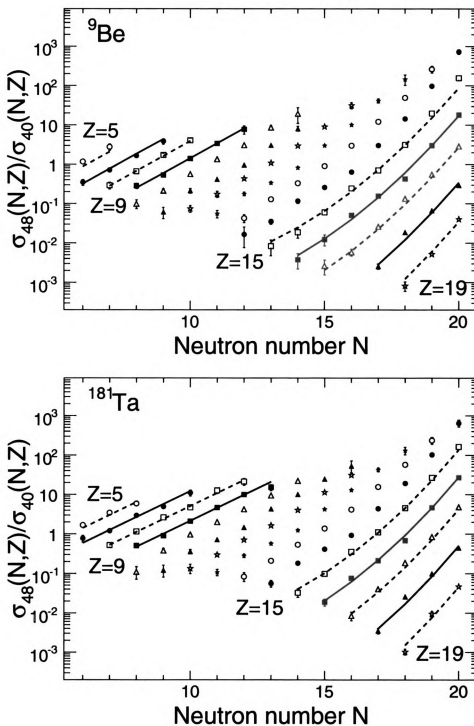 ⁹Be
σ₄₈(N,Z)/σ₄₀(N,Z)
10³
10²
10
1
10⁻¹
10⁻²
10⁻³
Z=5
Z=9
Z=15
Z=19
10 15 20
Neutron number N
¹⁸¹Ta
σ₄₈(N,Z)/σ₄₀(N,Z)
10³
10²
10
1
10⁻¹
10⁻²
10⁻³
Z=5
Z=9
Z=15
Z=19
10 15 20
Neutron number N